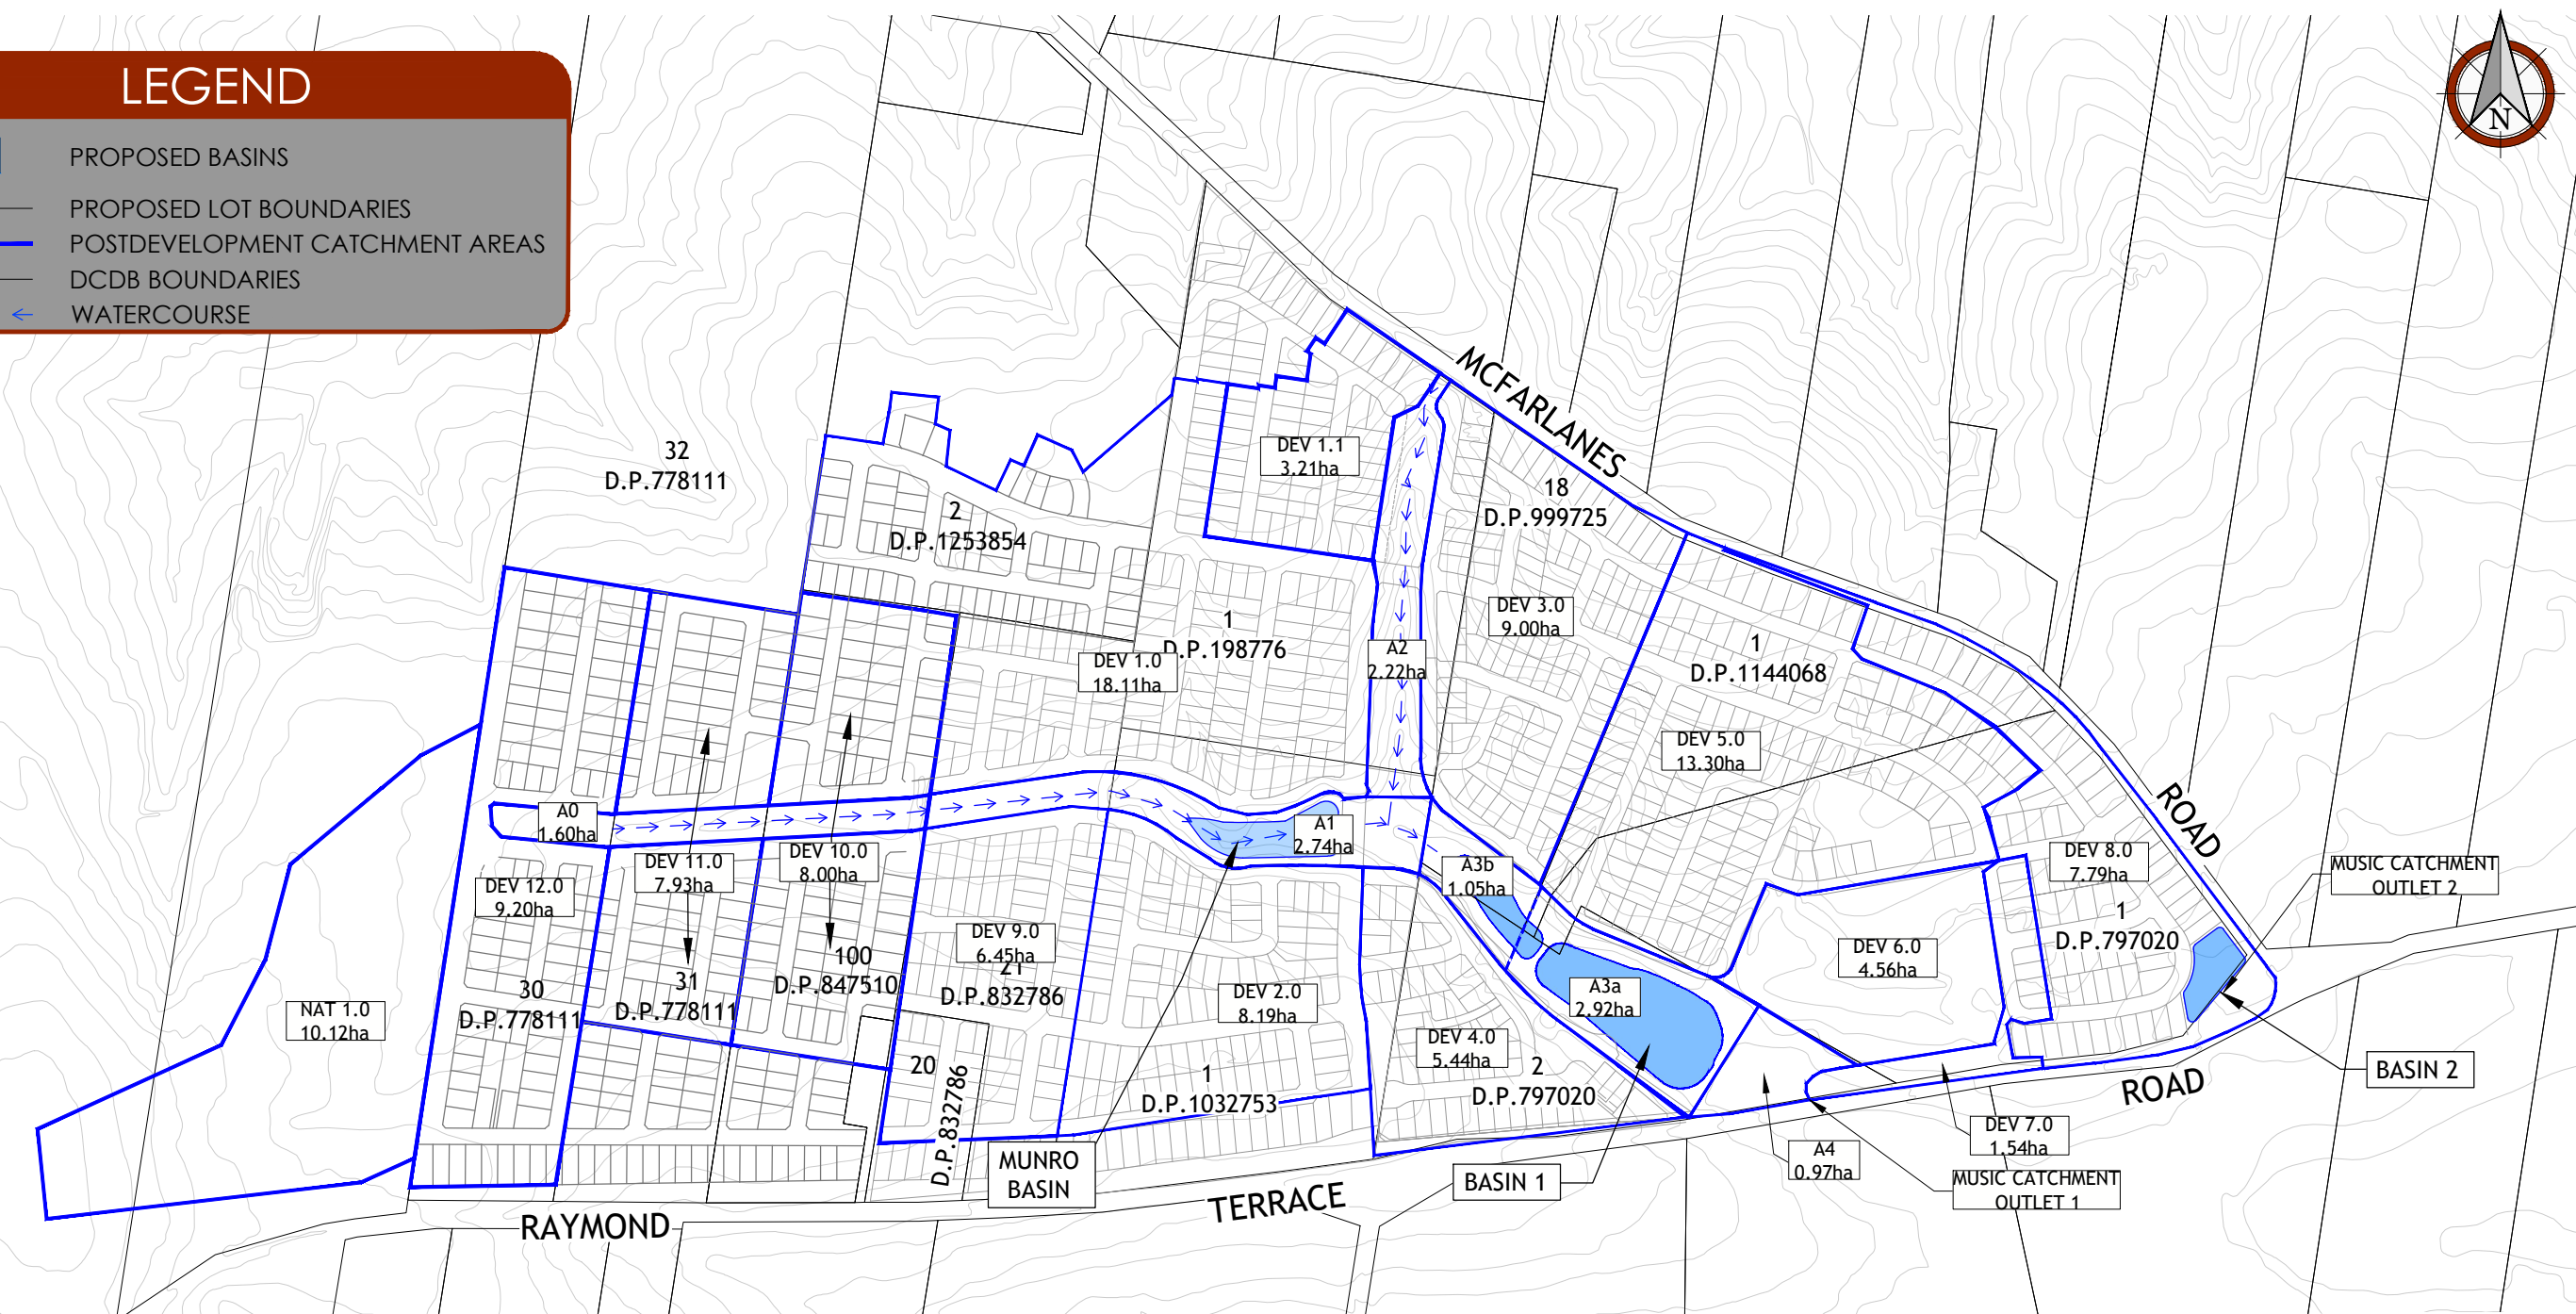 LEGEND
PROPOSED BASINS
PROPOSED LOT BOUNDARIES
POSTDEVELOPMENT CATCHMENT AREAS
DCDB BOUNDARIES
WATERCOURSE
N
MCFARLANES
ROAD
32
D.P.778111
DEV 1.1
3.21ha
18
D.P.999725
2
D.P.1253854
DEV 3.0
9.00ha
1
D.P.198776
A2
2.22ha
1
D.P.1144068
DEV 1.0
18.11ha
DEV 5.0
13.30ha
A0
1.60ha
A1
2.74ha
DEV 11.0
7.93ha
DEV 10.0
8.00ha
A3b
1.05ha
DEV 8.0
7.79ha
MUSIC CATCHMENT
OUTLET 2
DEV 12.0
9.20ha
1
D.P.797020
DEV 9.0
6.45ha
DEV 6.0
4.56ha
100
D.P.847510
21
D.P.832786
31
D.P.778111
30
D.P.778111
NAT 1.0
10.12ha
DEV 2.0
8.19ha
A3a
2.92ha
DEV 4.0
5.44ha
20
D.P.832786
1
D.P.1032753
2
D.P.797020
BASIN 2
ROAD
DEV 7.0
1.54ha
A4
0.97ha
MUNRO
BASIN
BASIN 1
MUSIC CATCHMENT
OUTLET 1
RAYMOND
TERRACE